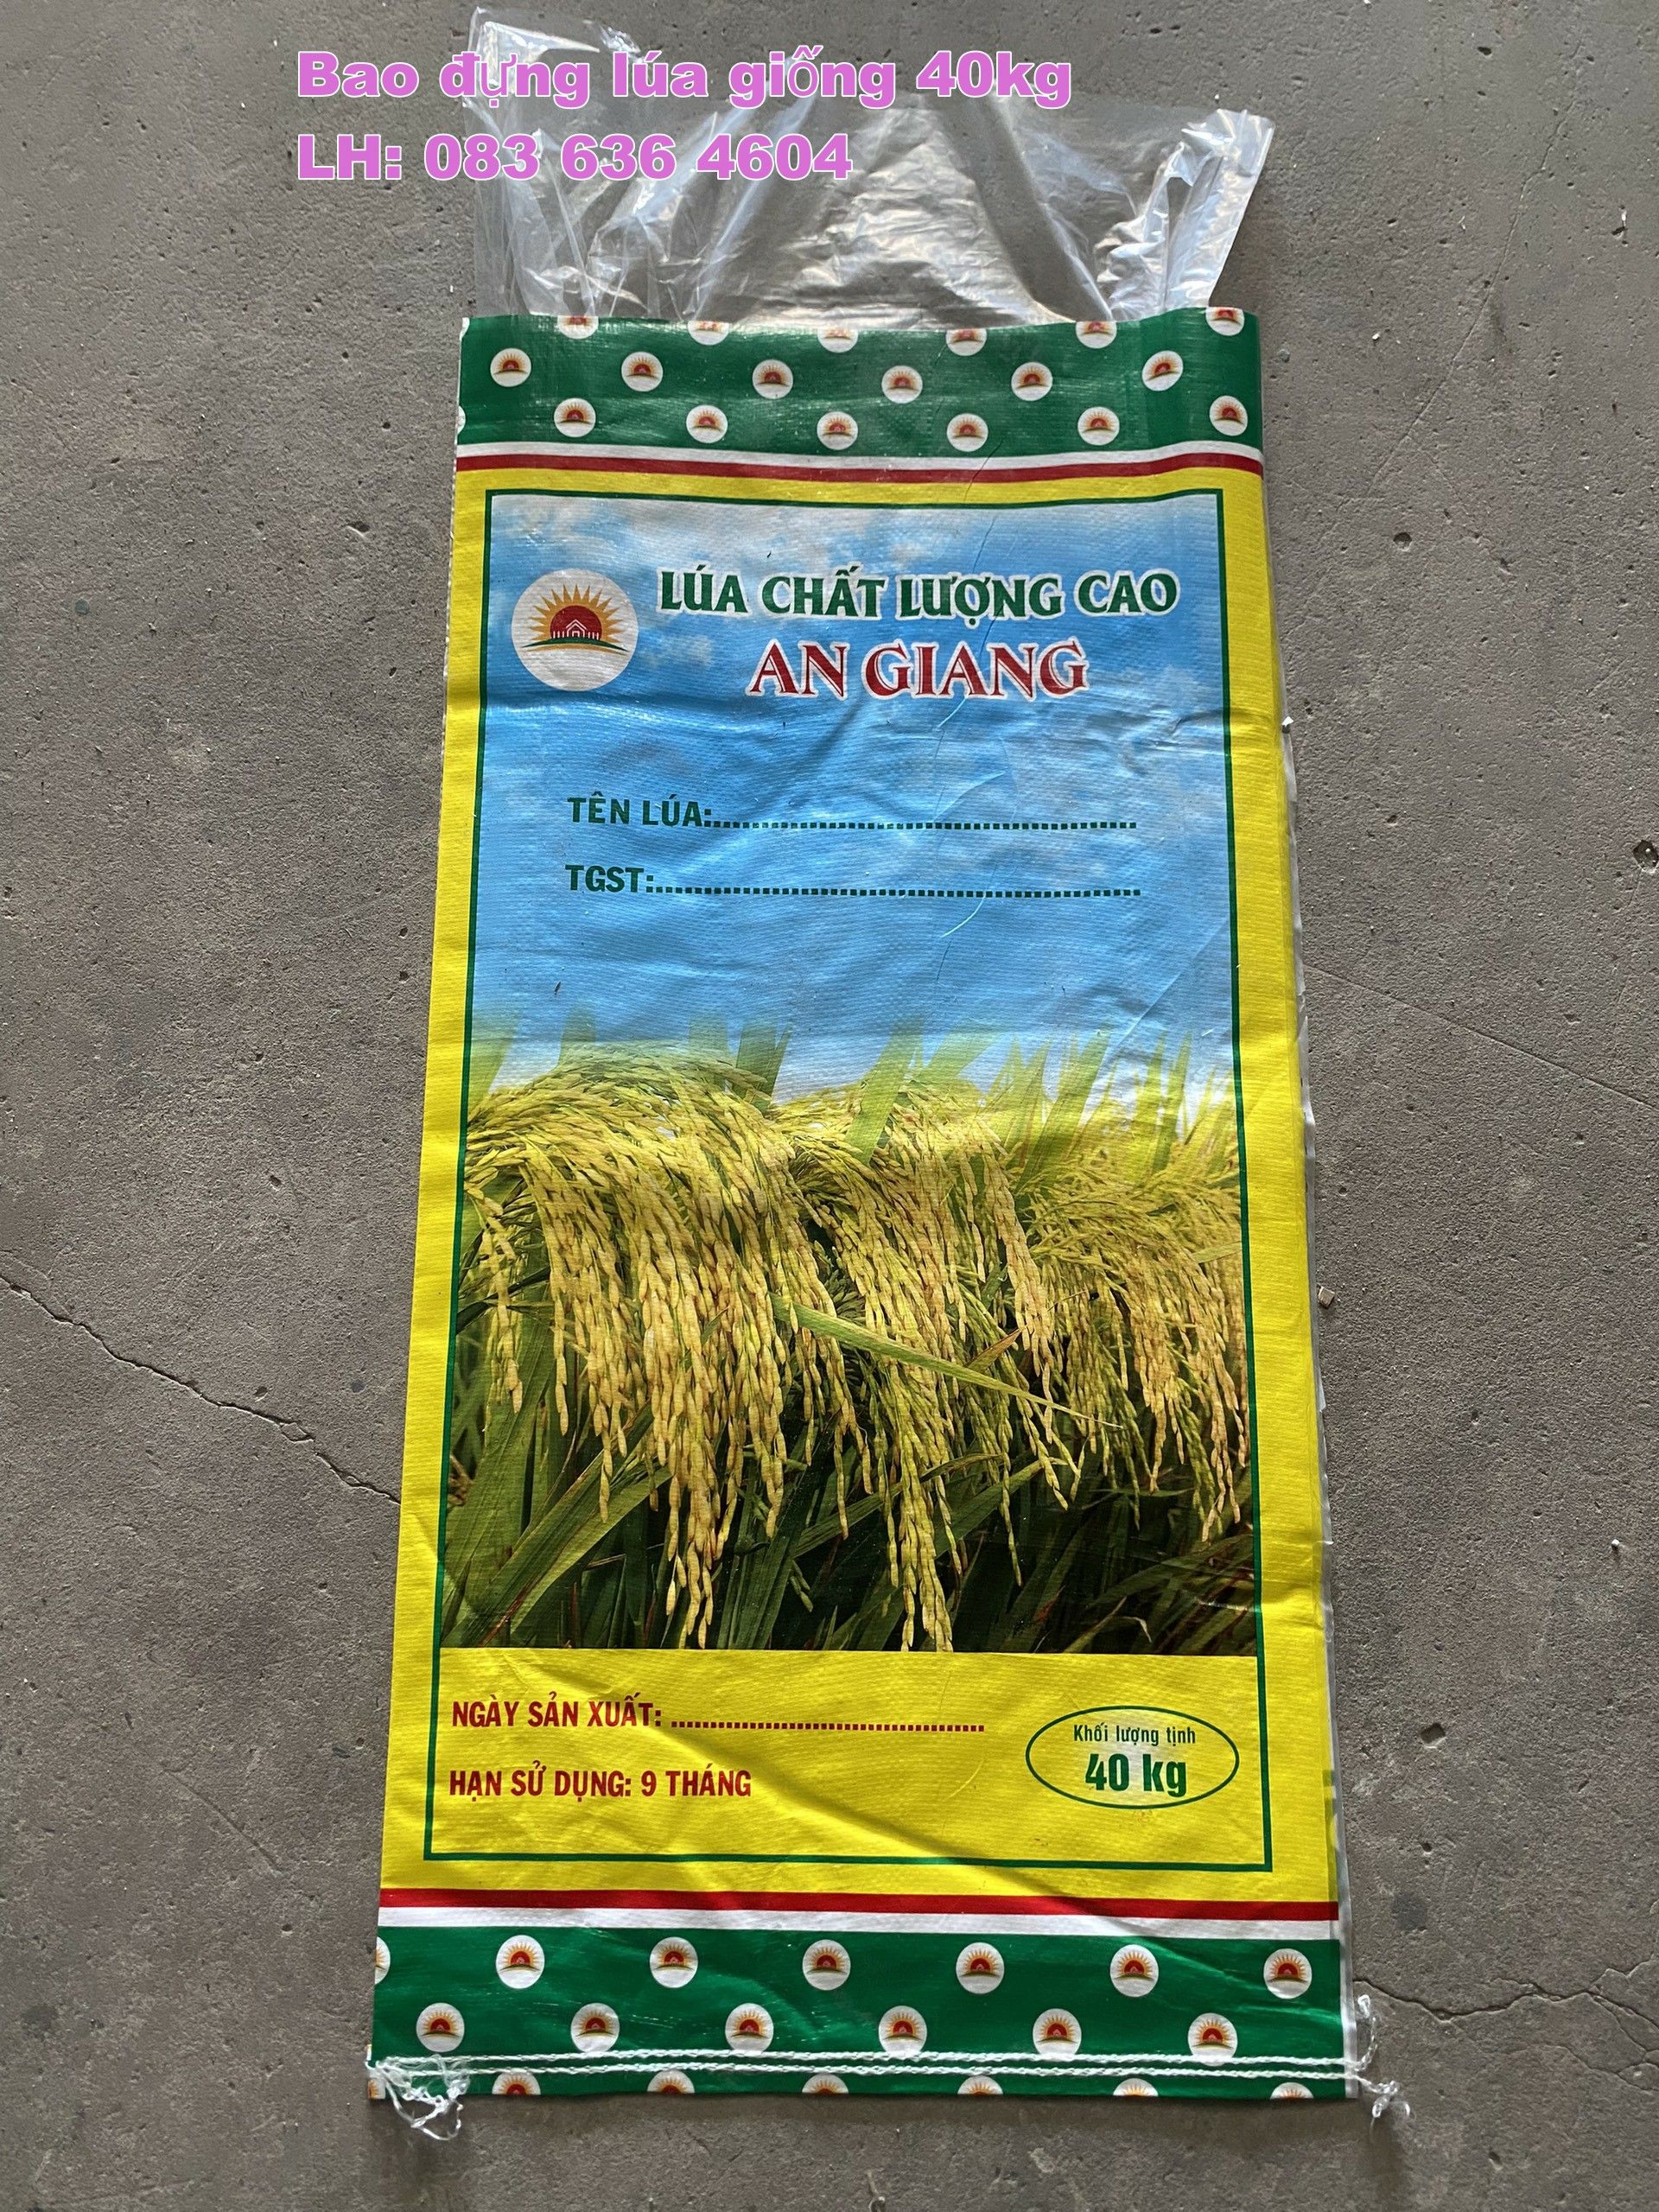 Bao đựng lúa giống 40kg
LH: 083 636 4604
LÚA CHẤT LƯỢNG CAO
AN GIANG
TÊN LÚA:
TGST:
NGÀY SẢN XUẤT:
HẠN SỬ DỤNG: 9 THÁNG
Khối lượng tịnh
40 kg